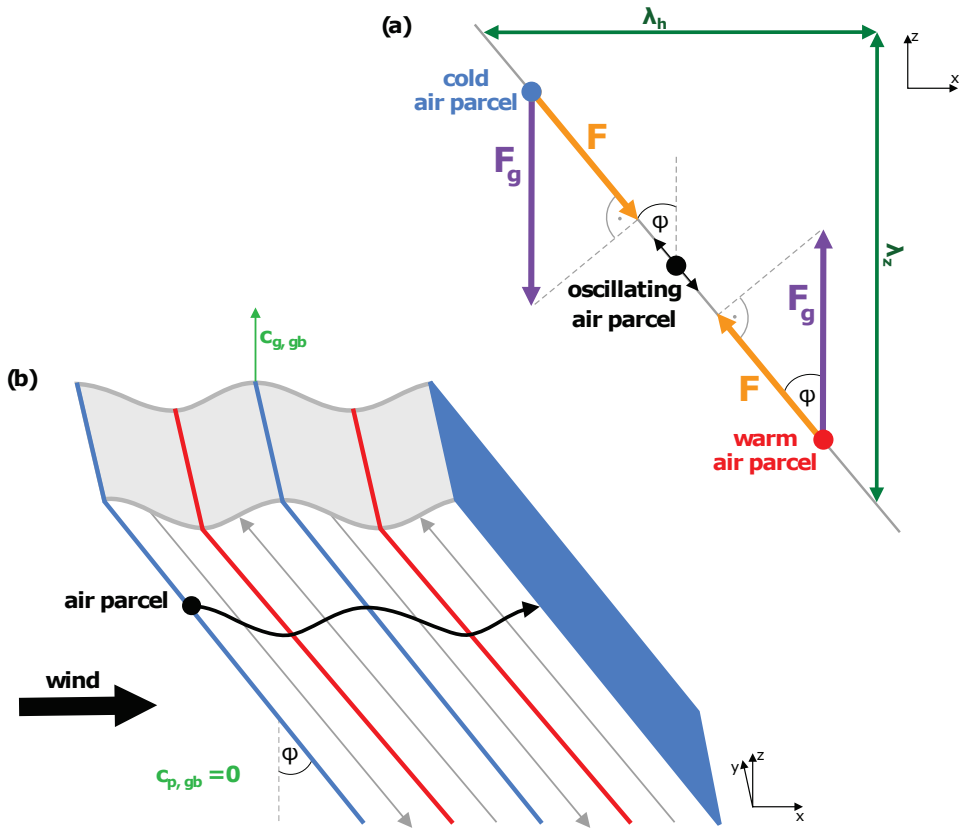 (a)
λh
z
x
cold
air parcel
F
Fg
φ
λz
oscillating
air parcel
Fg
F
φ
warm
air parcel
cg, gb
(b)
air parcel
wind
φ
cp, gb =0
z
y
x